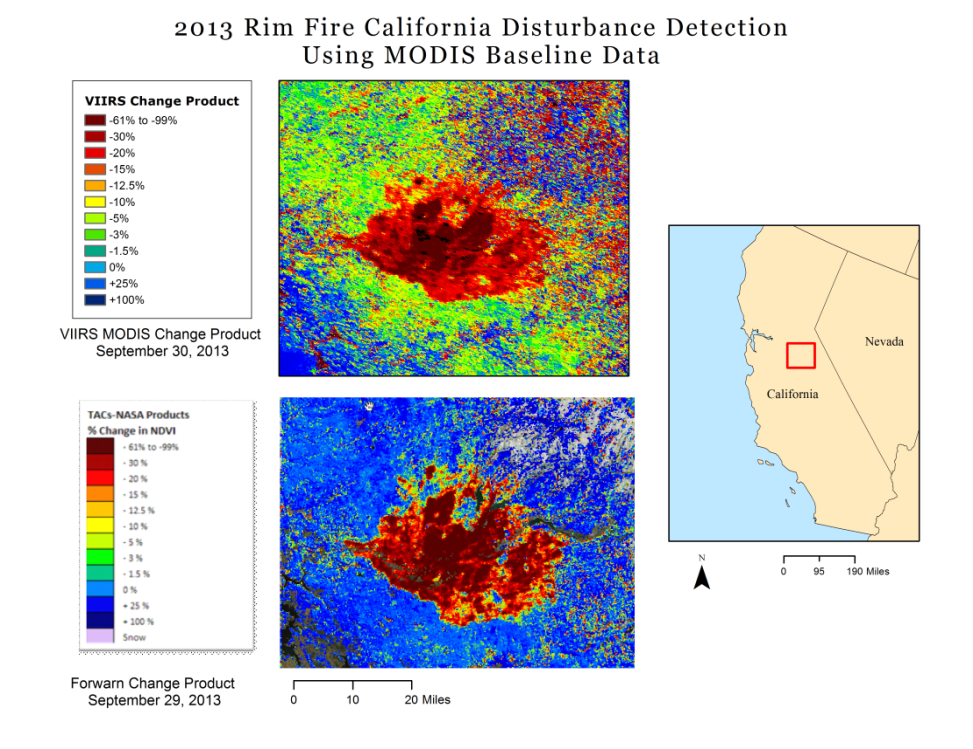 2013 Rim Fire California Disturbance Detection
Using MODIS Baseline Data
VIIRS Change Product
-61% to -99%
-30%
-20%
-15%
-12.5%
-10%
-5%
-3%
-1.5%
0%
+25%
+100%
VIIRS MODIS Change Product
September 30, 2013
Nevada
California
N
0 95 190 Miles
TACs-NASA Products
% Change in NDVI
- 61% to -99%
- 30 %
- 20 %
- 15 %
- 12.5 %
- 10 %
- 5 %
- 3 %
- 1.5 %
0 %
+ 25 %
+ 100 %
Snow
Forwarn Change Product
September 29, 2013
0 10 20 Miles